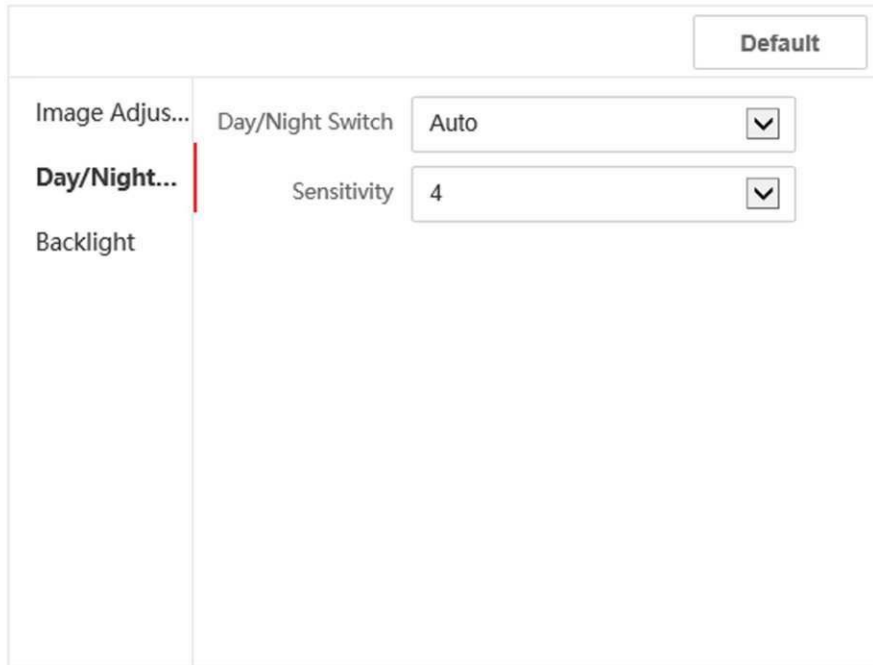 Default
Image Adjus...
Day/Night Switch
Auto
Day/Night...
Sensitivity
4
Backlight